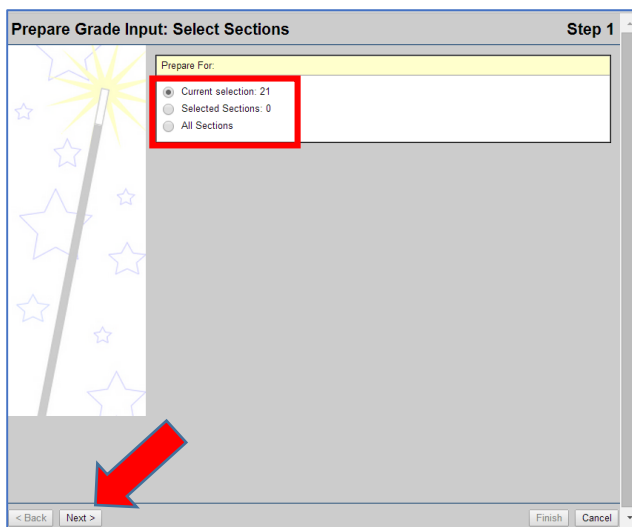 Prepare Grade Input: Select Sections Step 1
Prepare For:
Current selection: 21
Selected Sections: 0
All Sections
< Back Next > Finish Cancel